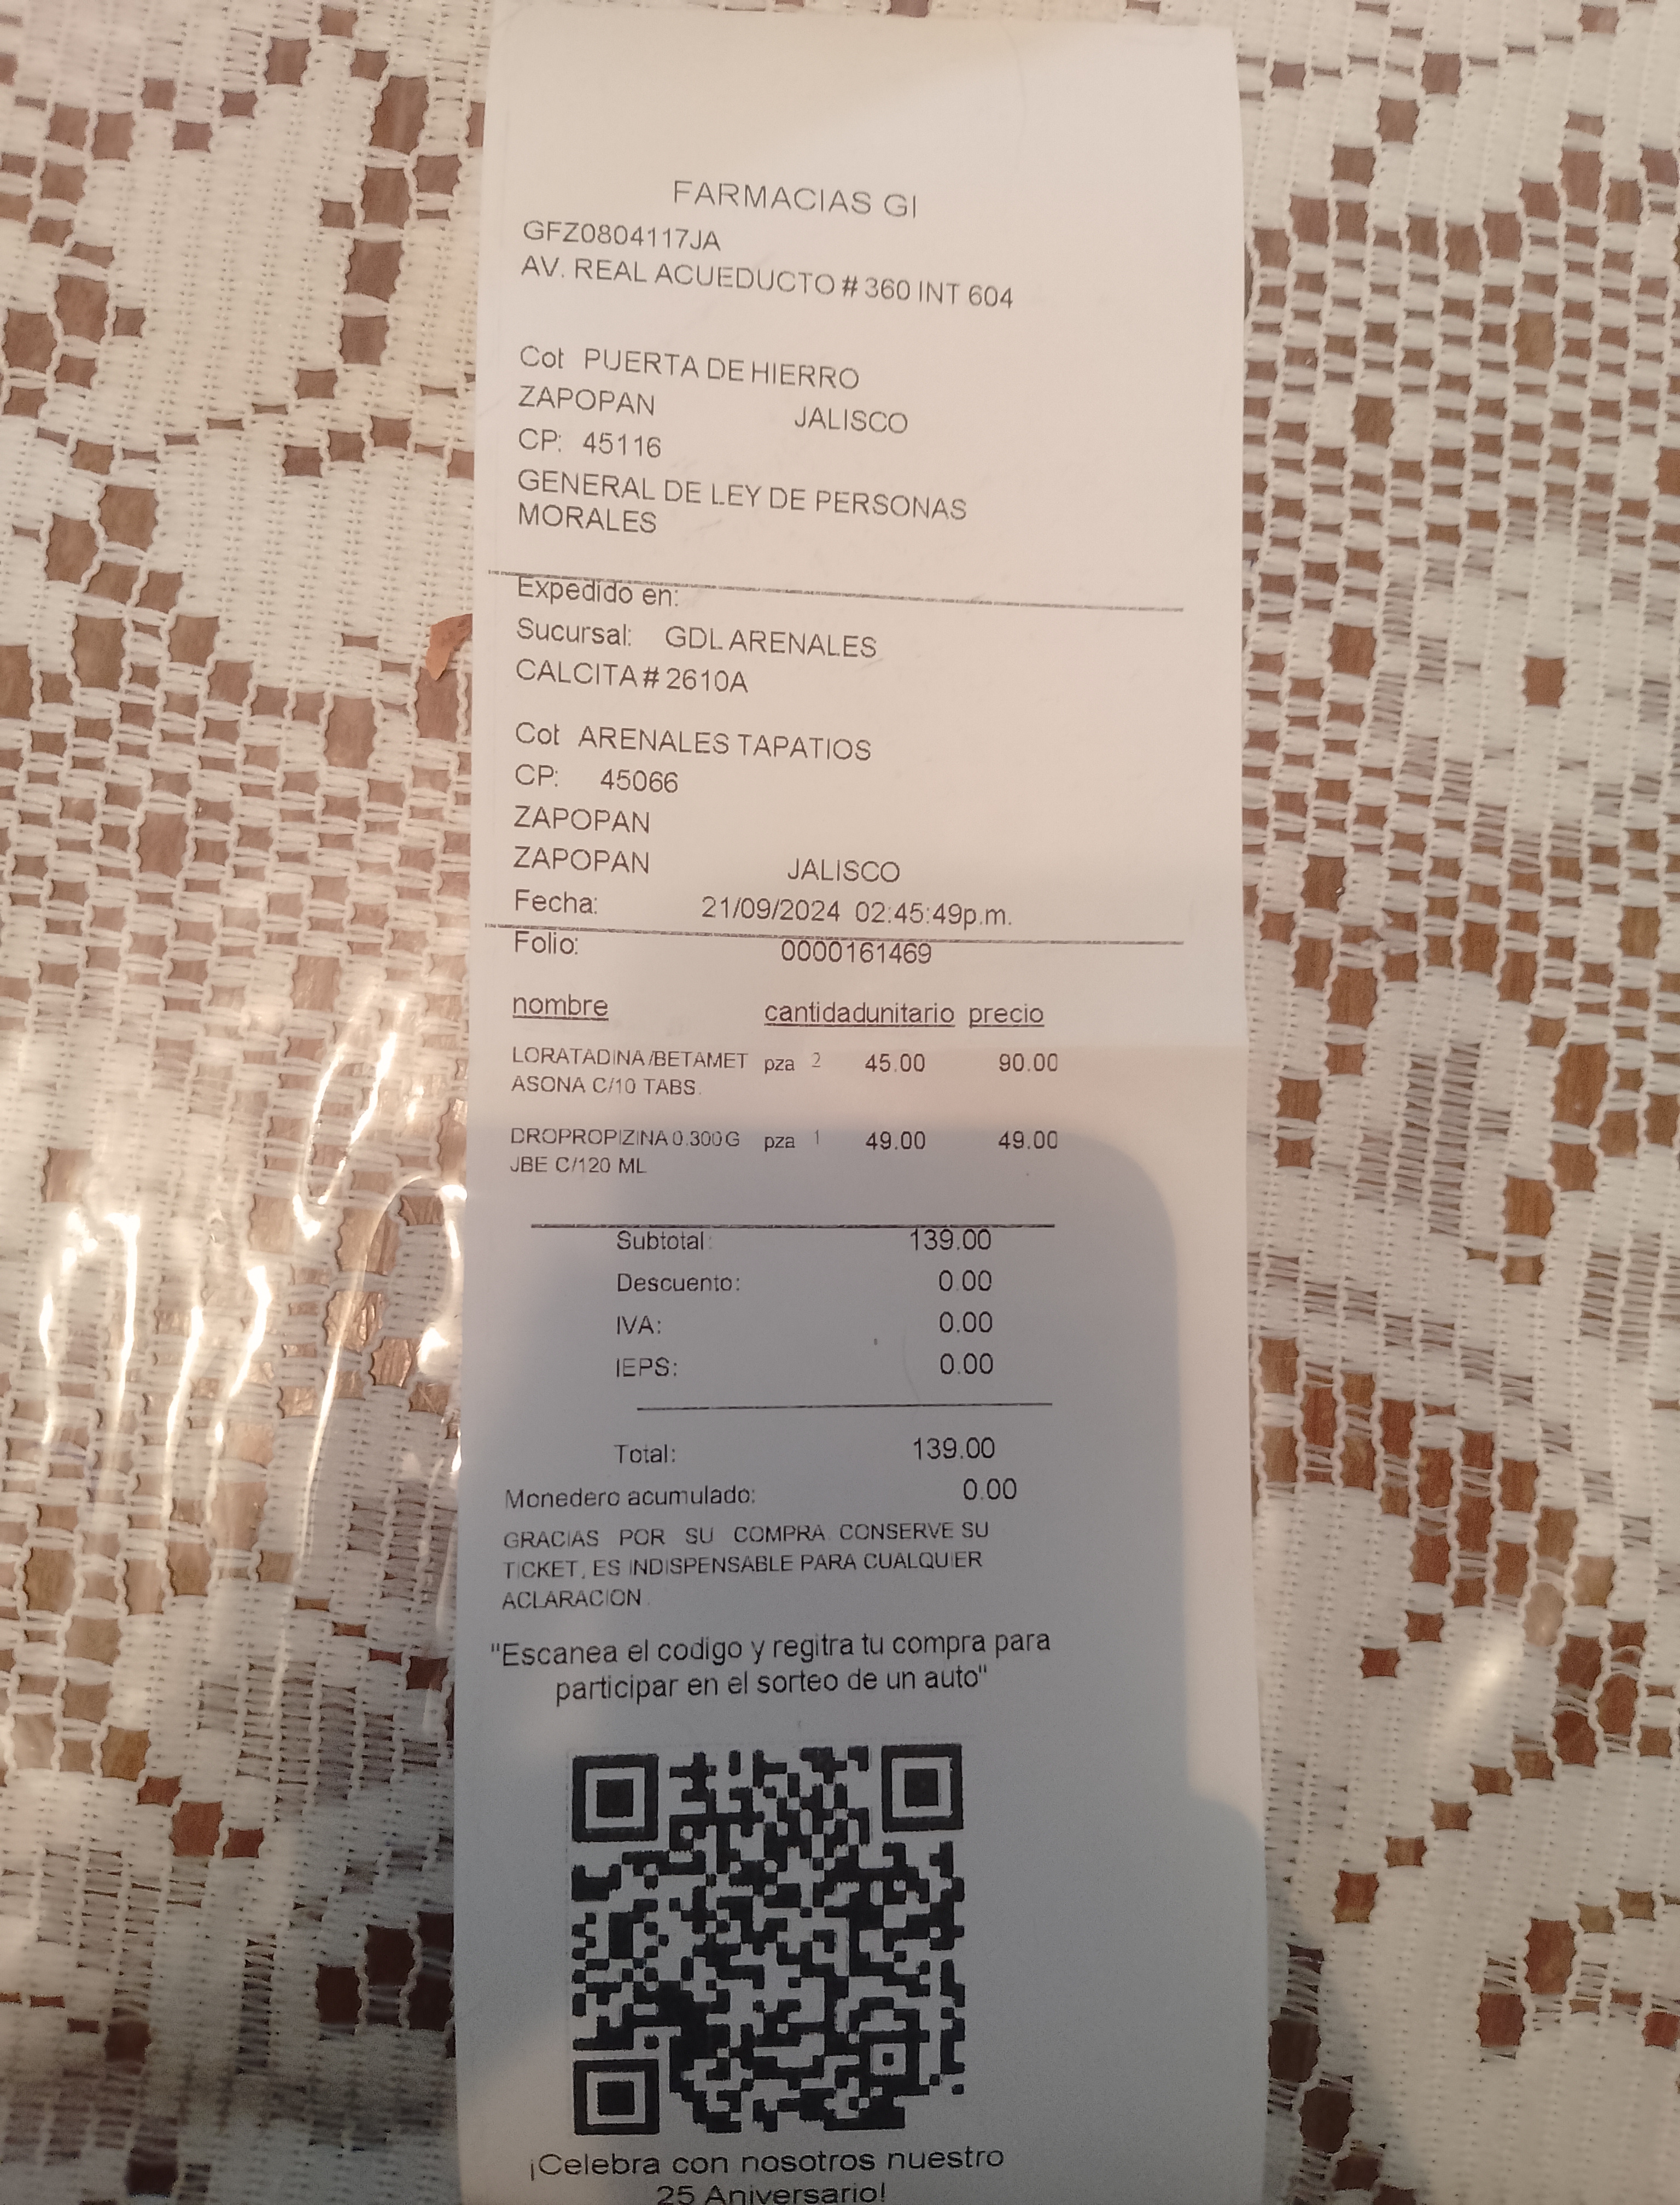 FARMACIAS GI
GFZ0804117JA
AV. REAL ACUEDUCTO # 360 INT 604
Cot PUERTA DE HIERRO
ZAPOPAN JALISCO
CP: 45116
GENERAL DE LEY DE PERSONAS
MORALES
Expedido en:
Sucursal: GDL ARENALES
CALCITA # 2610A
Cot ARENALES TAPATIOS
CP: 45066
ZAPOPAN
ZAPOPAN JALISCO
Fecha: 21/09/2024 02:45:49p.m.
Folio: 0000161469
nombre cantidad unitario precio
LORATADINA/BETAMET pza 2 45.00 90.00
ASONA C/10 TABS.
DROPROPIZINA 0.300G pza 1 49.00 49.00
JBE C/120 ML
Subtotal: 139.00
Descuento: 0.00
IVA: 0.00
IEPS: 0.00
Total: 139.00
Monedero acumulado: 0.00
GRACIAS POR SU COMPRA. CONSERVE SU
TICKET, ES INDISPENSABLE PARA CUALQUIER
ACLARACION.
"Escanea el codigo y regitra tu compra para
participar en el sorteo de un auto"
¡Celebra con nosotros nuestro
25 Aniversario!